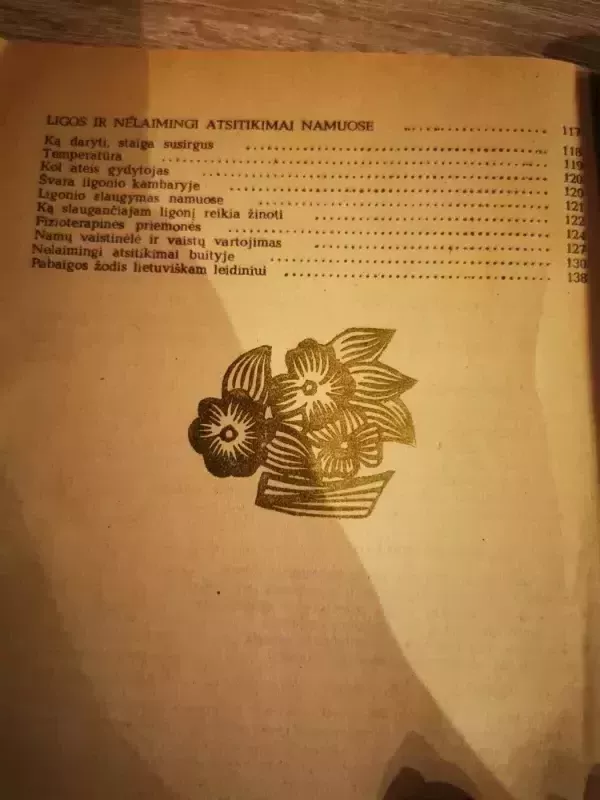 LIGOS IR NELAIMINGI ATSITIKIMAI NAMUOSE 117
Ką daryti, staiga susirgus 118
Temperatūra 119
Kol ateis gydytojas 120
Švara ligonio kambaryje 120
Ligonio slaugymas namuose 121
Ką slaugančiajam ligonį reikia žinoti 122
Fizioterapinės priemonės 124
Namų vaistinėlė ir vaistų vartojimas 127
Nelaimingi atsitikimai buityje 130
Pabaigos žodis lietuviškam leidiniui 138